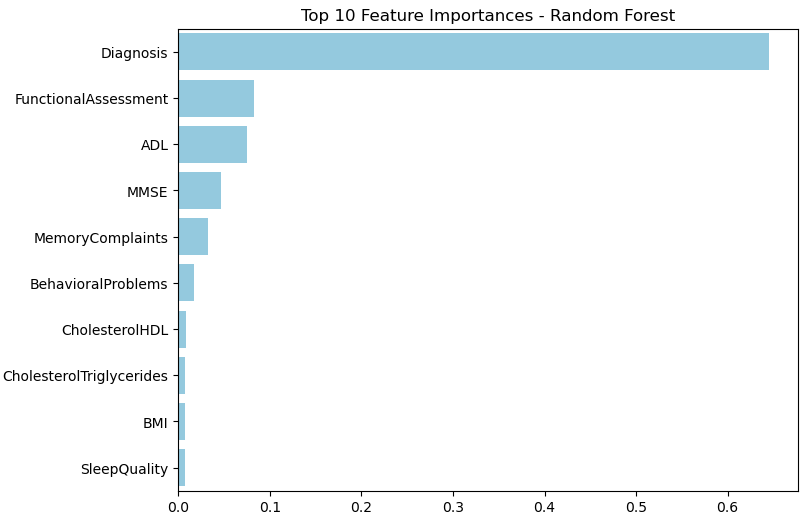 Top 10 Feature Importances - Random Forest
Diagnosis
FunctionalAssessment
ADL
MMSE
MemoryComplaints
BehavioralProblems
CholesterolHDL
CholesterolTriglycerides
BMI
SleepQuality
0.0 0.1 0.2 0.3 0.4 0.5 0.6